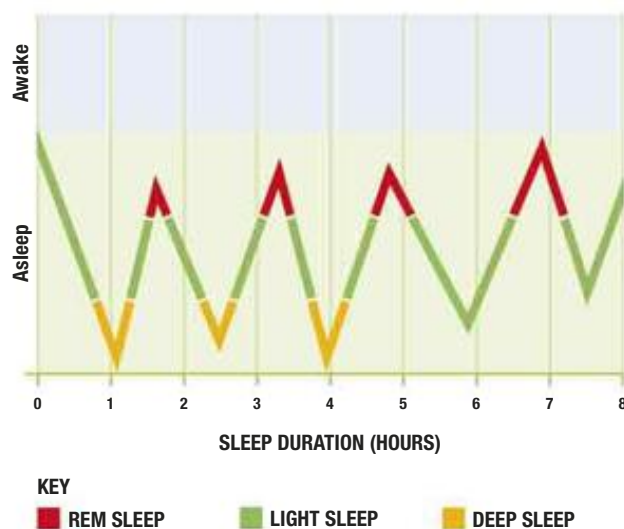 Awake
Asleep
0 1 2 3 4 5 6 7 8
SLEEP DURATION (HOURS)
KEY
REM SLEEP LIGHT SLEEP DEEP SLEEP